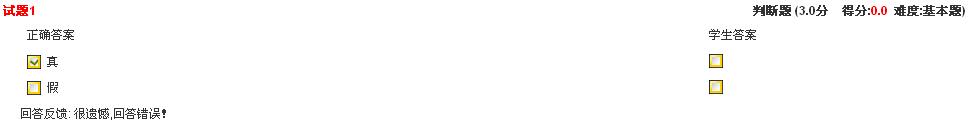 试题1 判断题 (3.0分 得分:0.0 难度:基本题)
正确答案 学生答案
真
假
回答反馈: 很遗憾,回答错误!